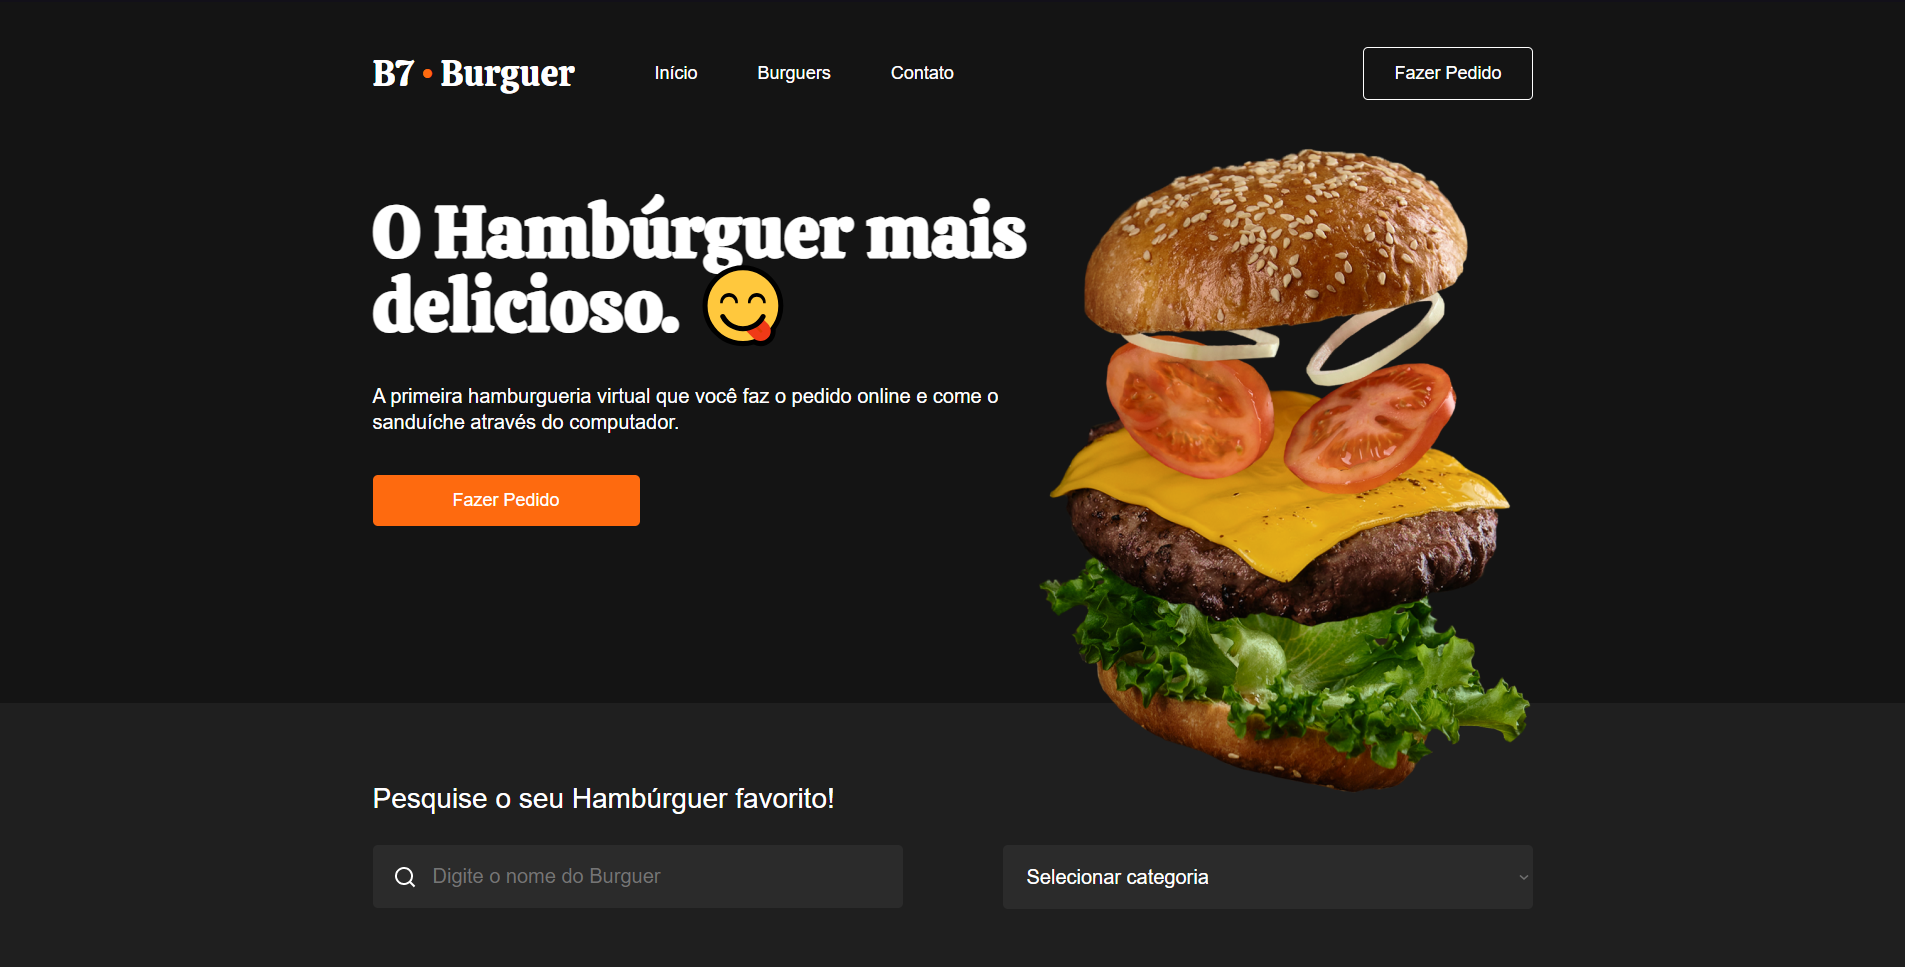 B7 • Burguer
Início
Burguers
Contato
Fazer Pedido
O Hambúrguer mais
delicioso. 😋
A primeira hamburgueria virtual que você faz o pedido online e come o
sanduíche através do computador.
Fazer Pedido
Pesquise o seu Hambúrguer favorito!
Digite o nome do Burguer
Selecionar categoria